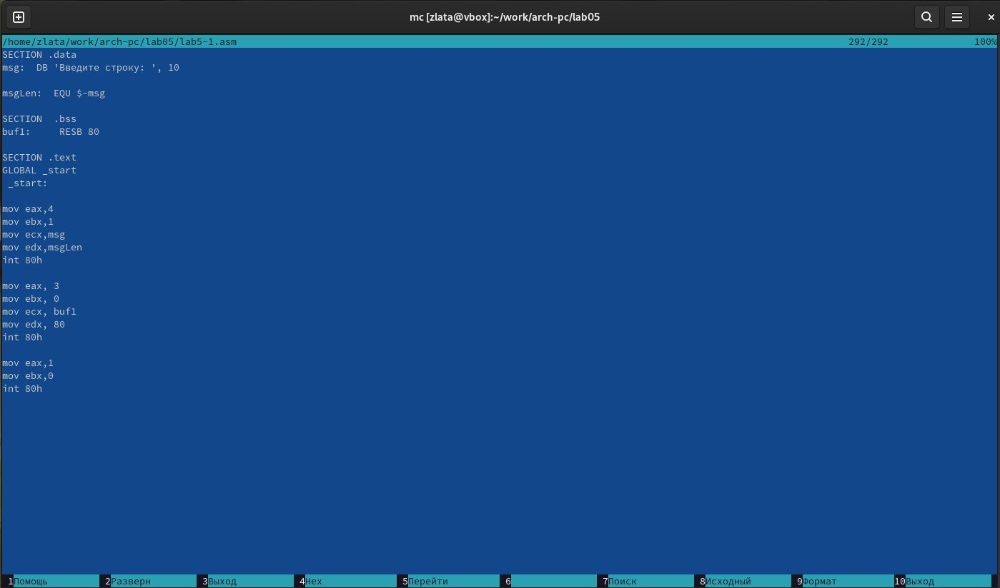 mc [zlata@vbox]:~/work/arch-pc/lab05
/home/zlata/work/arch-pc/lab05/lab5-1.asm 292/292 100%
SECTION .data
msg:  DB 'Введите строку: ', 10
msgLen:  EQU $-msg
SECTION  .bss
buf1:     RESB 80
SECTION .text
GLOBAL _start
 _start:
mov eax,4
mov ebx,1
mov ecx,msg
mov edx,msgLen
int 80h
mov eax, 3
mov ebx, 0
mov ecx, buf1
mov edx, 80
int 80h
mov eax,1
mov ebx,0
int 80h
1Помощь 2Разверн 3Выход 4Hex 5Перейти 6 7Поиск 8Исходный 9Формат 10Выход